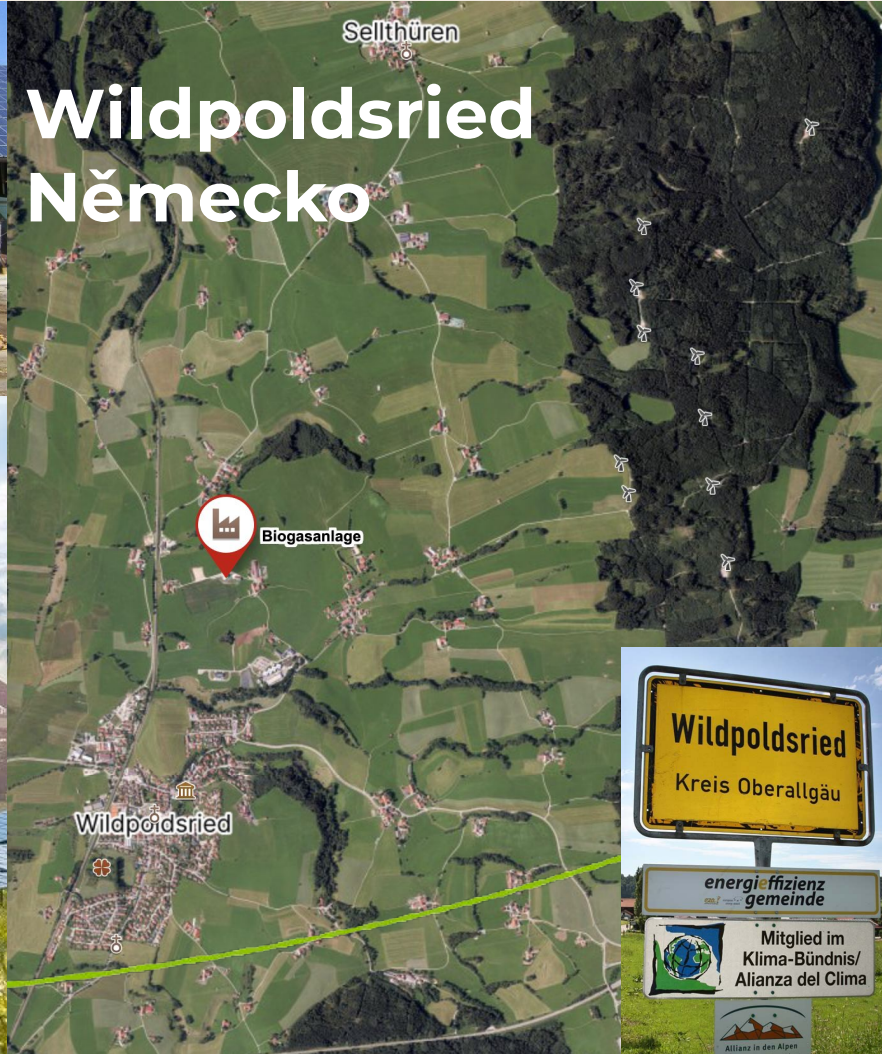 Sellthüren
Wildpoldsried
Německo
Biogasanlage
Wildpoldsried
Wildpoldsried
Kreis Oberallgäu
energieffizienz
gemeinde
Mitglied im
Klima-Bündnis/
Alianza del Clima
Allianz in den Alpen